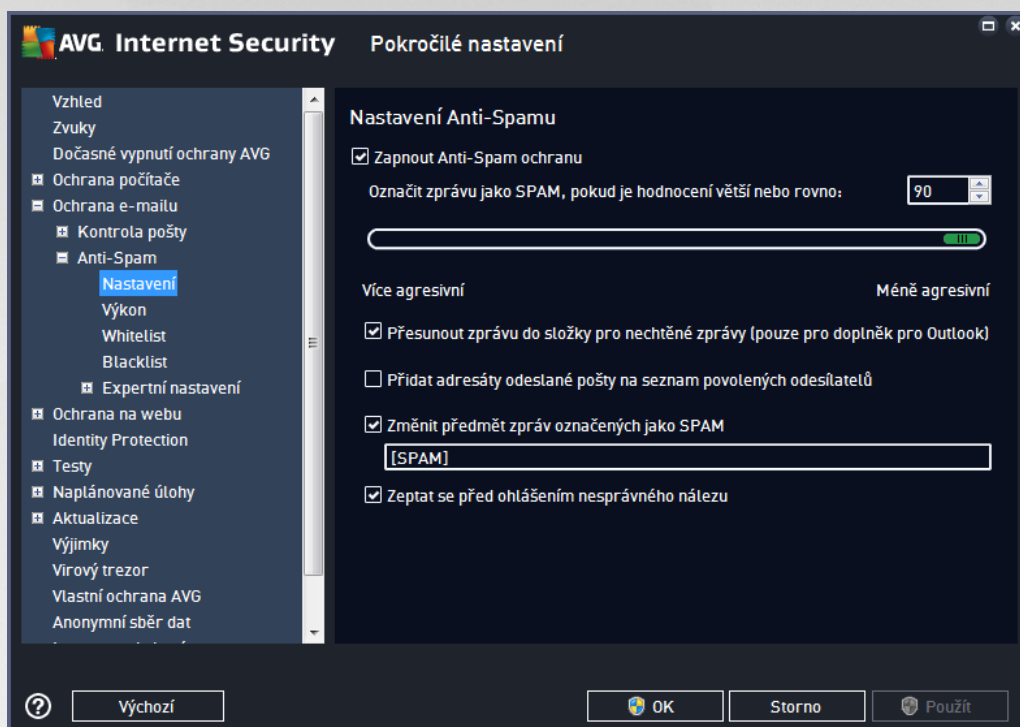 AVG. Internet Security Pokročilé nastavení
Vzhled
Zvuky
Dočasné vypnutí ochrany AVG
Ochrana počítače
Ochrana e-mailu
Kontrola pošty
Anti-Spam
Nastavení
Výkon
Whitelist
Blacklist
Expertní nastavení
Ochrana na webu
Identity Protection
Testy
Naplánované úlohy
Aktualizace
Výjimky
Virový trezor
Vlastní ochrana AVG
Anonymní sběr dat
Nastavení Anti-Spamu
Zapnout Anti-Spam ochranu
Označit zprávu jako SPAM, pokud je hodnocení větší nebo rovno: 90
Více agresivní Méně agresivní
Přesunout zprávu do složky pro nechtěné zprávy (pouze pro doplněk pro Outlook)
Přidat adresáty odeslané pošty na seznam povolených odesílatelů
Změnit předmět zpráv označených jako SPAM
[SPAM]
Zeptat se před ohlášením nesprávného nálezu
? Výchozí OK Storno Použít